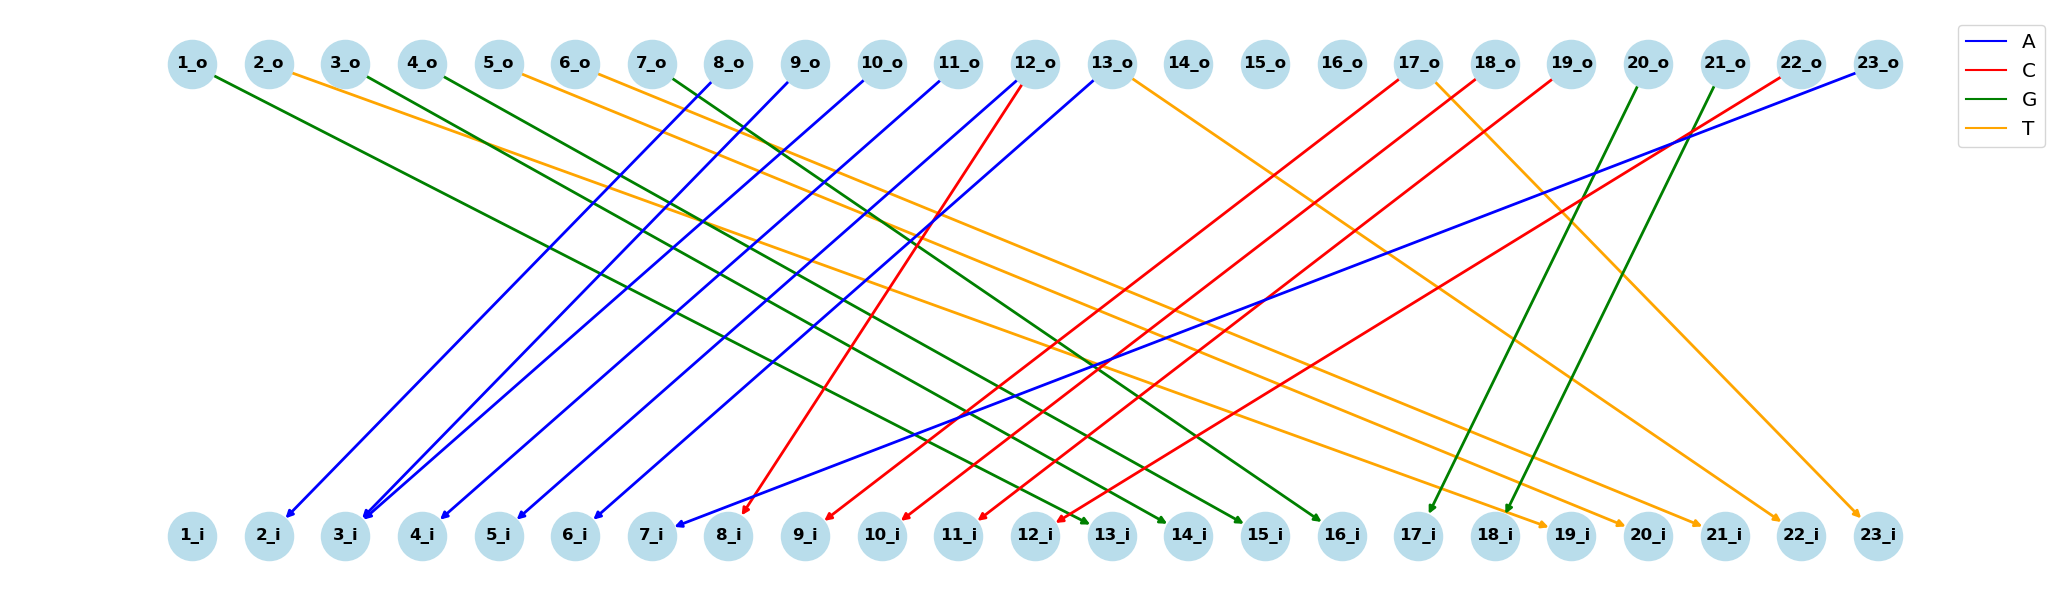 1_o 2_o 3_o 4_o 5_o 6_o 7_o 8_o 9_o 10_o 11_o 12_o 13_o 14_o 15_o 16_o 17_o 18_o 19_o 20_o 21_o 22_o 23_o
A
C
G
T
1_i 2_i 3_i 4_i 5_i 6_i 7_i 8_i 9_i 10_i 11_i 12_i 13_i 14_i 15_i 16_i 17_i 18_i 19_i 20_i 21_i 22_i 23_i